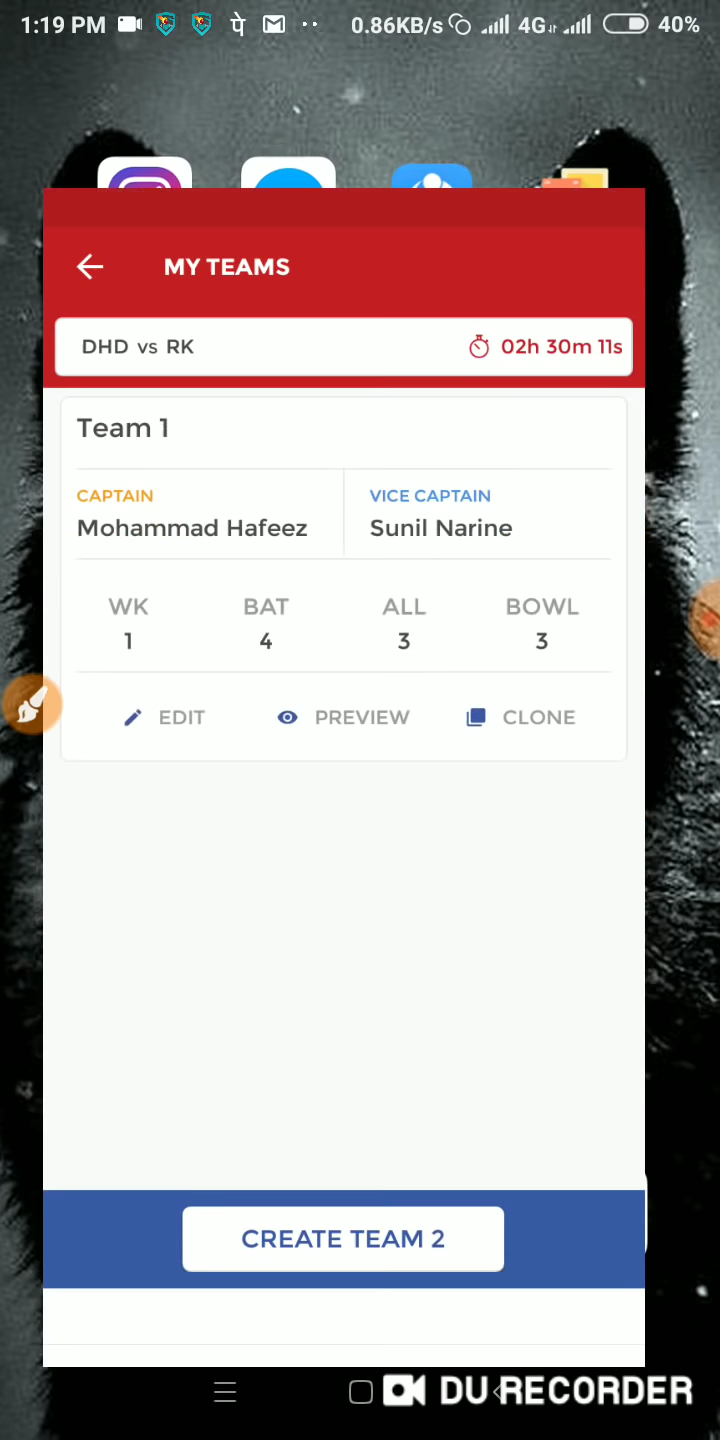 1:19 PM पे 0.86KB/s 4G 40%
MY TEAMS
DHD vs RK 02h 30m 11s
Team 1
CAPTAIN VICE CAPTAIN
Mohammad Hafeez Sunil Narine
WK BAT ALL BOWL
1 4 3 3
EDIT PREVIEW CLONE
CREATE TEAM 2
DU RECORDER